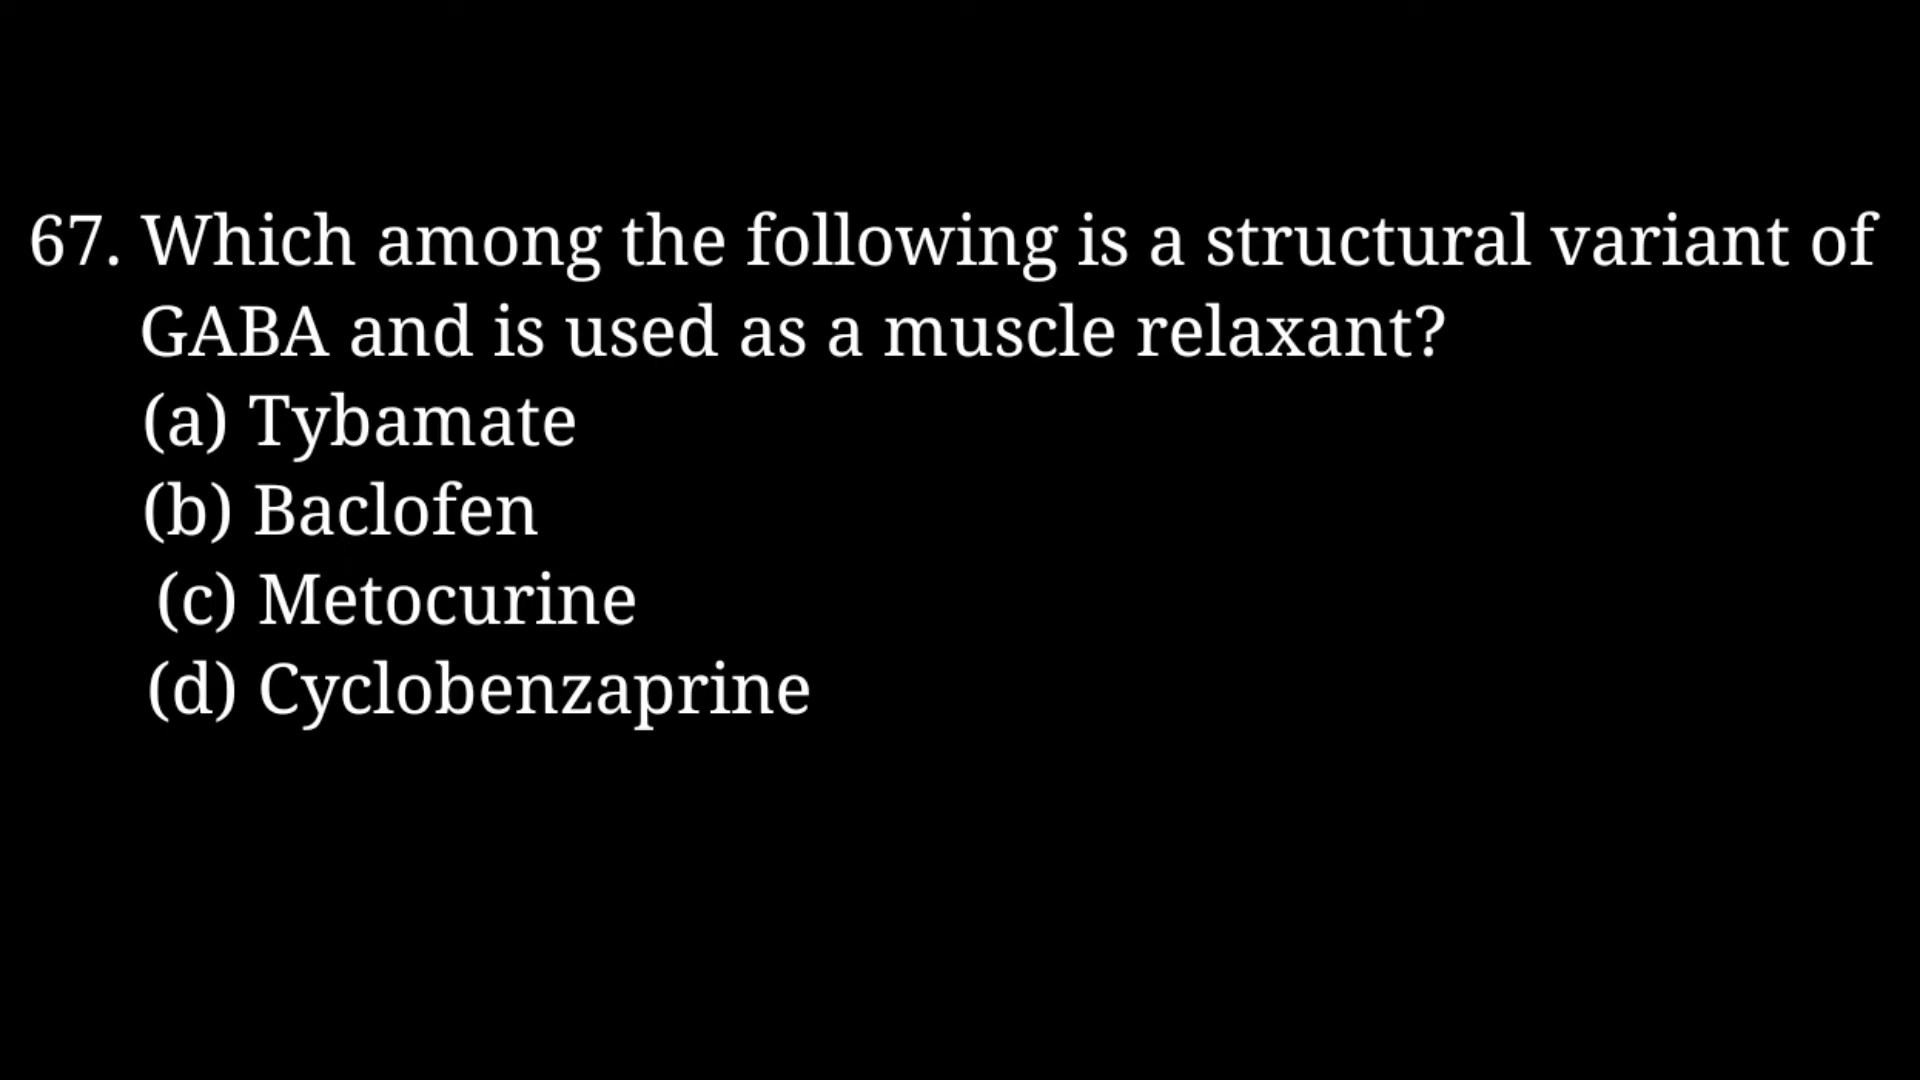 67. Which among the following is a structural variant of
GABA and is used as a muscle relaxant?
(a) Tybamate
(b) Baclofen
(c) Metocurine
(d) Cyclobenzaprine